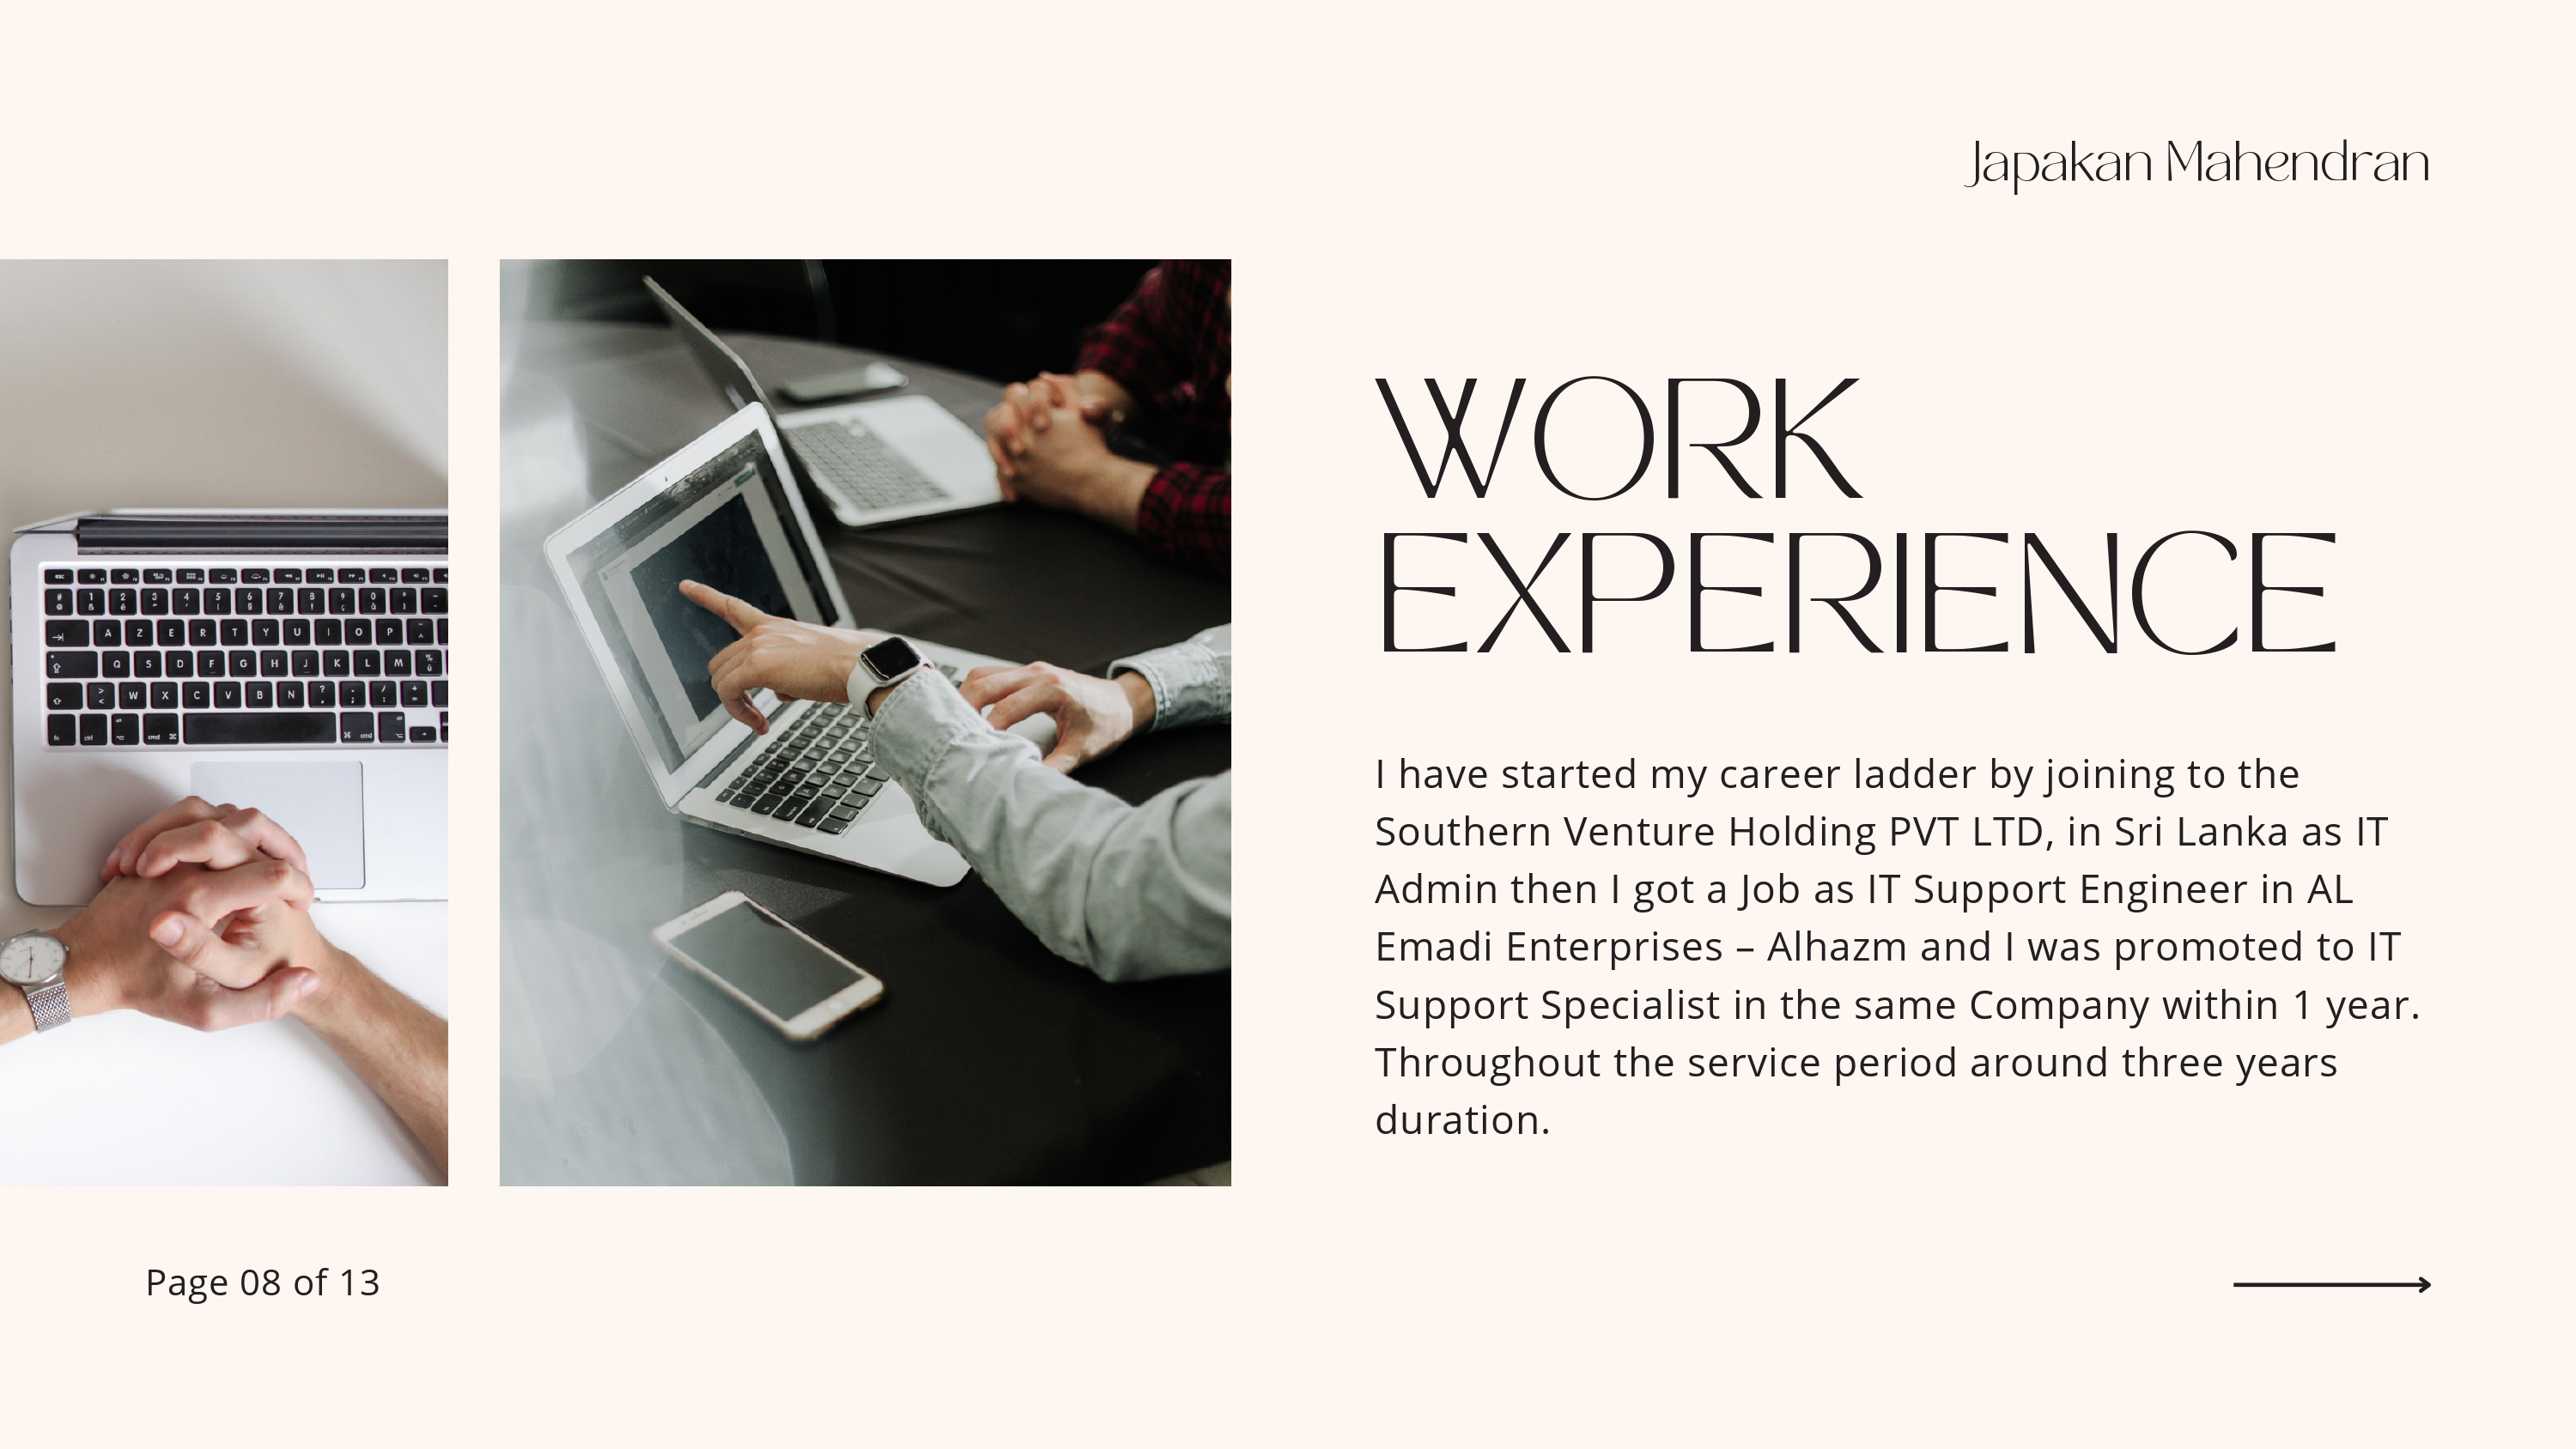 Japakan Mahendran
WORK
EXPERIENCE
I have started my career ladder by joining to the
Southern Venture Holding PVT LTD, in Sri Lanka as IT
Admin then I got a Job as IT Support Engineer in AL
Emadi Enterprises – Alhazm and I was promoted to IT
Support Specialist in the same Company within 1 year.
Throughout the service period around three years
duration.
Page 08 of 13